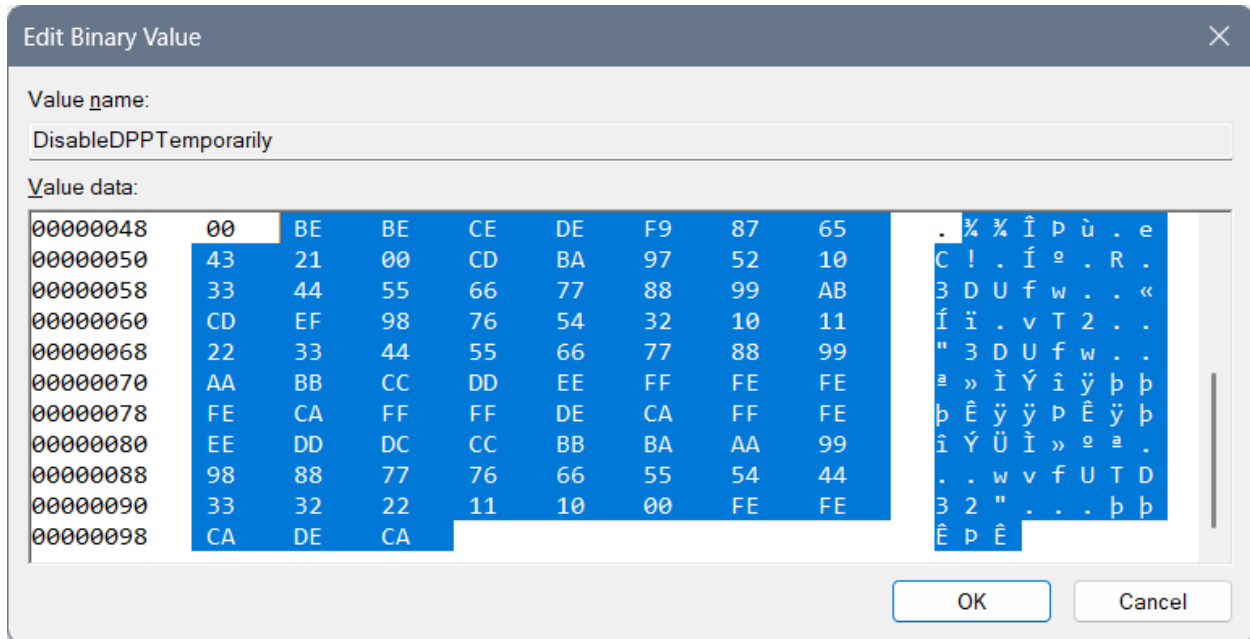 Edit Binary Value
Value name:
DisableDPPTemporarily
Value data:
00000048 00 BE BE CE DE F9 87 65 . ¾ ¾ Î Þ ù . e
00000050 43 21 00 CD BA 97 52 10 C ! . Í º . R .
00000058 33 44 55 66 77 88 99 AB 3 D U f w . . «
00000060 CD EF 98 76 54 32 10 11 Í ï . v T 2 . .
00000068 22 33 44 55 66 77 88 99 " 3 D U f w . .
00000070 AA BB CC DD EE FF FE FE ª » Ì Ý î ÿ þ þ
00000078 FE CA FF FF DE CA FF FE þ Ê ÿ ÿ Þ Ê ÿ þ
00000080 EE DD DC CC BB BA AA 99 î Ý Ü Ì » º ª .
00000088 98 88 77 76 66 55 54 44 . . w v f U T D
00000090 33 32 22 11 10 00 FE FE 3 2 " . . . þ þ
00000098 CA DE CA Ê Þ Ê
OK Cancel